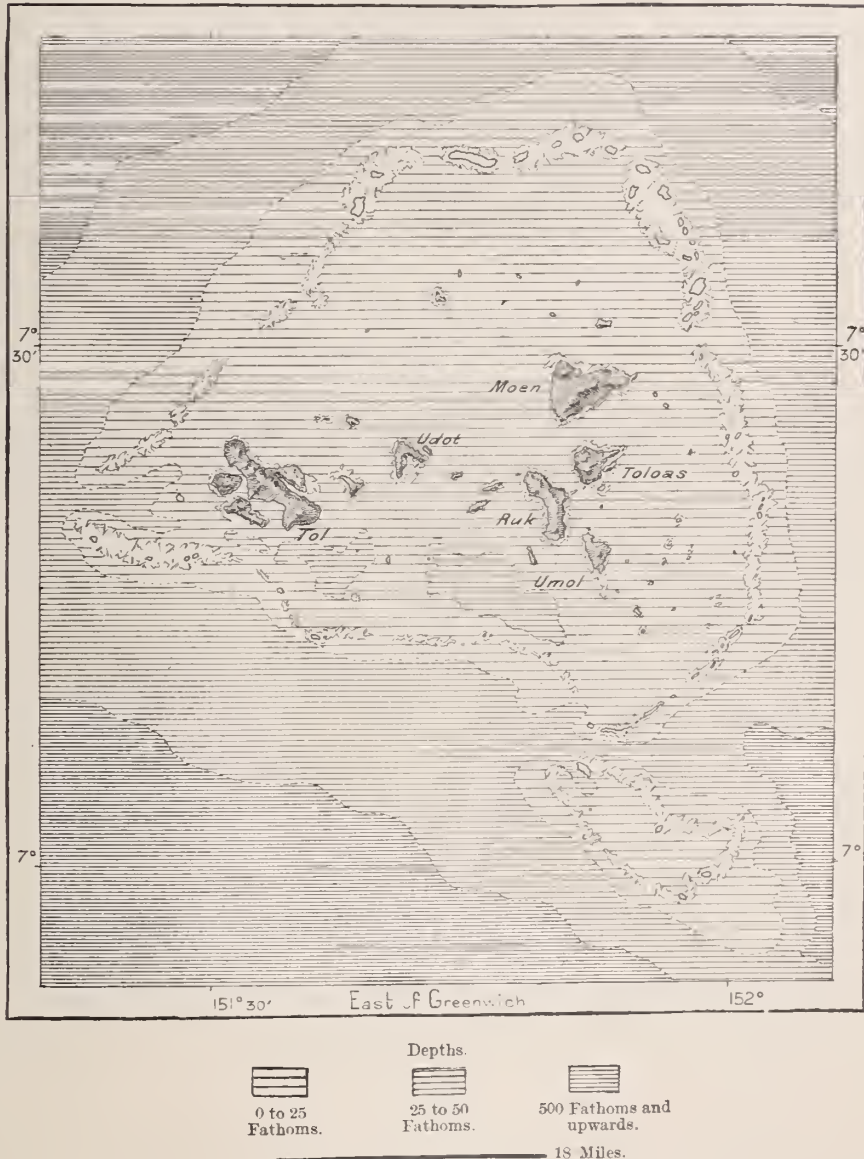 7° 7°
30' 30'
Moen
Udot
Toloas
Ruk
Tol
Umol
7° 7°
151°30' East of Greenwich 152°
Depths.
0 to 25 25 to 50 500 Fathoms and
Fathoms. Fathoms. upwards.
18 Miles.